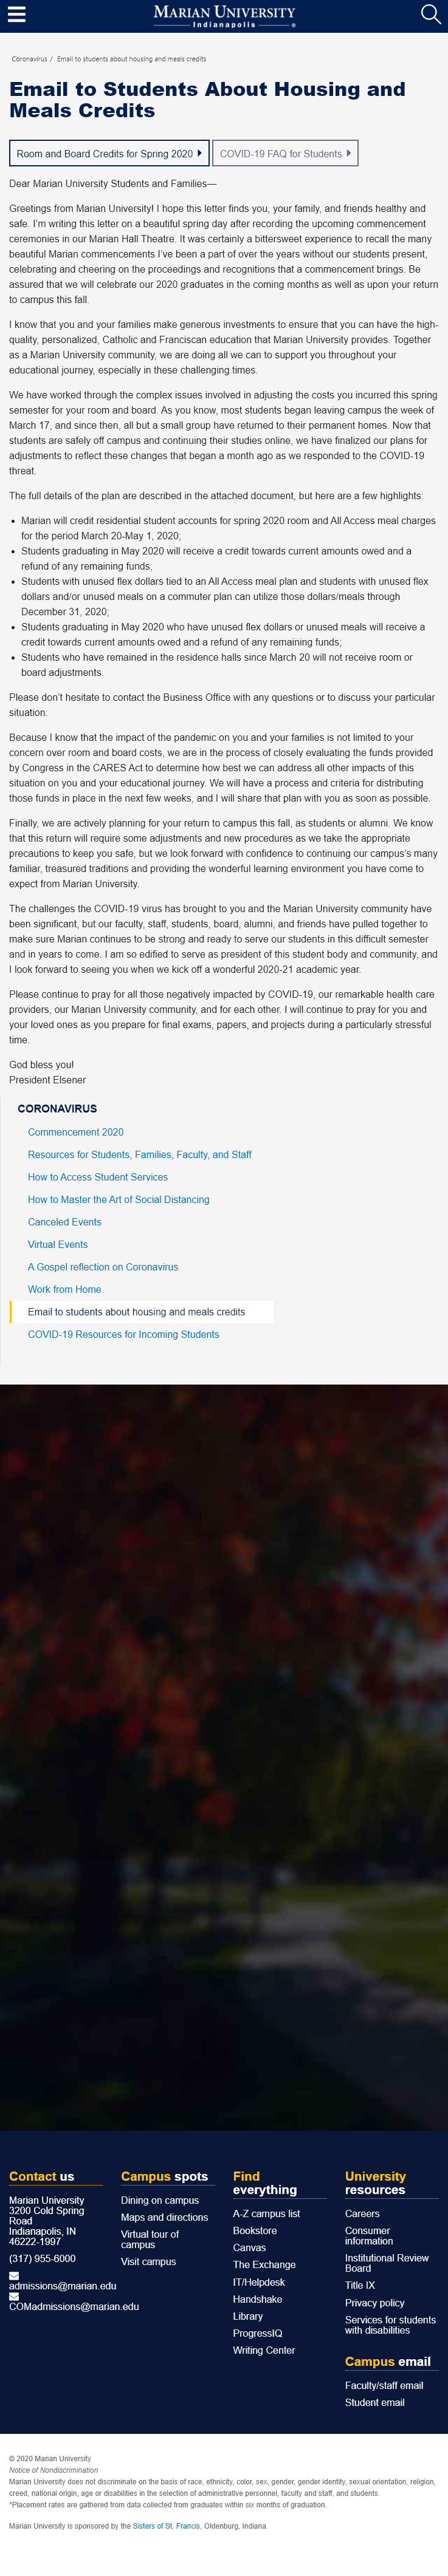 MARIAN UNIVERSITY
Indianapolis ®
Coronavirus / Email to students about housing and meals credits
Email to Students About Housing and
Meals Credits
Room and Board Credits for Spring 2020
COVID-19 FAQ for Students
Dear Marian University Students and Families—
Greetings from Marian University! I hope this letter finds you, your family, and friends healthy and
safe. I'm writing this letter on a beautiful spring day after recording the upcoming commencement
ceremonies in our Marian Hall Theatre. It was certainly a bittersweet experience to recall the many
beautiful Marian commencements I've been a part of over the years without our students present,
celebrating and cheering on the proceedings and recognitions that a commencement brings. Be
assured that we will celebrate our 2020 graduates in the coming months as well as upon your return
to campus this fall.
I know that you and your families make generous investments to ensure that you can have the high-
quality, personalized, Catholic and Franciscan education that Marian University provides. Together
as a Marian University community, we are doing all we can to support you throughout your
educational journey, especially in these challenging times.
We have worked through the complex issues involved in adjusting the costs you incurred this spring
semester for your room and board. As you know, most students began leaving campus the week of
March 17, and since then, all but a small group have returned to their permanent homes. Now that
students are safely off campus and continuing their studies online, we have finalized our plans for
adjustments to reflect these changes that began a month ago as we responded to the COVID-19
threat.
The full details of the plan are described in the attached document, but here are a few highlights:
• Marian will credit residential student accounts for spring 2020 room and All Access meal charges
for the period March 20-May 1, 2020;
• Students graduating in May 2020 will receive a credit towards current amounts owed and a
refund of any remaining funds;
• Students with unused flex dollars tied to an All Access meal plan and students with unused flex
dollars and/or unused meals on a commuter plan can utilize those dollars/meals through
December 31, 2020;
• Students graduating in May 2020 who have unused flex dollars or unused meals will receive a
credit towards current amounts owed and a refund of any remaining funds;
• Students who have remained in the residence halls since March 20 will not receive room or
board adjustments.
Please don't hesitate to contact the Business Office with any questions or to discuss your particular
situation.
Because I know that the impact of the pandemic on you and your families is not limited to your
concern over room and board costs, we are in the process of closely evaluating the funds provided
by Congress in the CARES Act to determine how best we can address all other impacts of this
situation on you and your educational journey. We will have a process and criteria for distributing
those funds in place in the next few weeks, and I will share that plan with you as soon as possible.
Finally, we are actively planning for your return to campus this fall, as students or alumni. We know
that this return will require some adjustments and new procedures as we take the appropriate
precautions to keep you safe, but we look forward with confidence to continuing our campus's many
familiar, treasured traditions and providing the wonderful learning environment you have come to
expect from Marian University.
The challenges the COVID-19 virus has brought to you and the Marian University community have
been significant, but our faculty, staff, students, board, alumni, and friends have pulled together to
make sure Marian continues to be strong and ready to serve our students in this difficult semester
and in years to come. I am so edified to serve as president of this student body and community, and
I look forward to seeing you when we kick off a wonderful 2020-21 academic year.
Please continue to pray for all those negatively impacted by COVID-19, our remarkable health care
providers, our Marian University community, and for each other. I will continue to pray for you and
your loved ones as you prepare for final exams, papers, and projects during a particularly stressful
time.
God bless you!
President Elsener
CORONAVIRUS
Commencement 2020
Resources for Students, Families, Faculty, and Staff
How to Access Student Services
How to Master the Art of Social Distancing
Canceled Events
Virtual Events
A Gospel reflection on Coronavirus
Work from Home
Email to students about housing and meals credits
COVID-19 Resources for Incoming Students
Contact us
Marian University
3200 Cold Spring
Road
Indianapolis, IN
46222-1997
(317) 955-6000
admissions@marian.edu
COMadmissions@marian.edu
Campus spots
Dining on campus
Maps and directions
Virtual tour of
campus
Visit campus
Find
everything
A-Z campus list
Bookstore
Canvas
The Exchange
IT/Helpdesk
Handshake
Library
ProgressIQ
Writing Center
University
resources
Careers
Consumer
information
Institutional Review
Board
Title IX
Privacy policy
Services for students
with disabilities
Campus email
Faculty/staff email
Student email
© 2020 Marian University
Notice of Nondiscrimination
Marian University does not discriminate on the basis of race, ethnicity, color, sex, gender, gender identity, sexual orientation, religion,
creed, national origin, age or disabilities in the selection of administrative personnel, faculty and staff, and students.
*Placement rates are gathered from data collected from graduates within six months of graduation.
Marian University is sponsored by the Sisters of St. Francis, Oldenburg, Indiana.